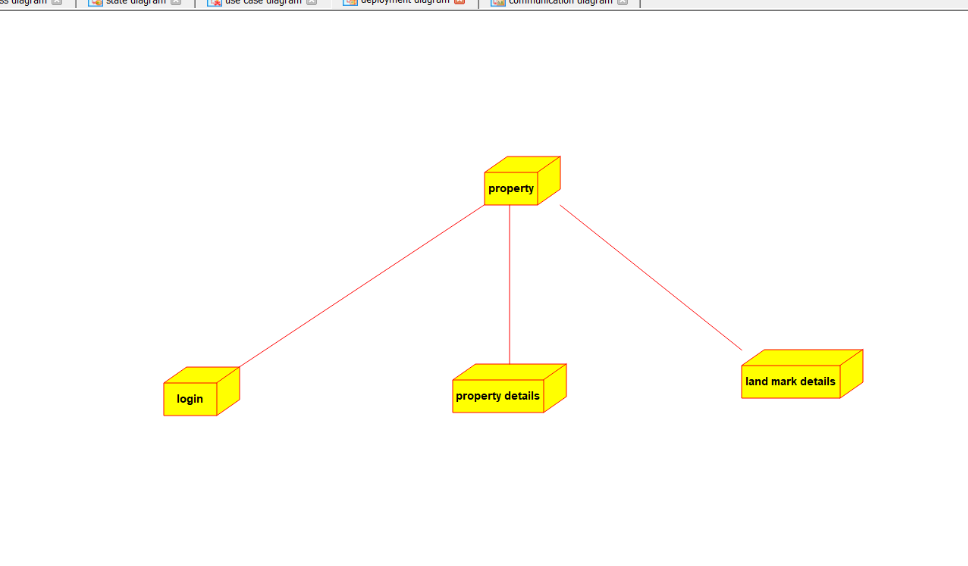 ss diagram
state diagram
use case diagram
deployment diagram
communication diagram
property
login
property details
land mark details